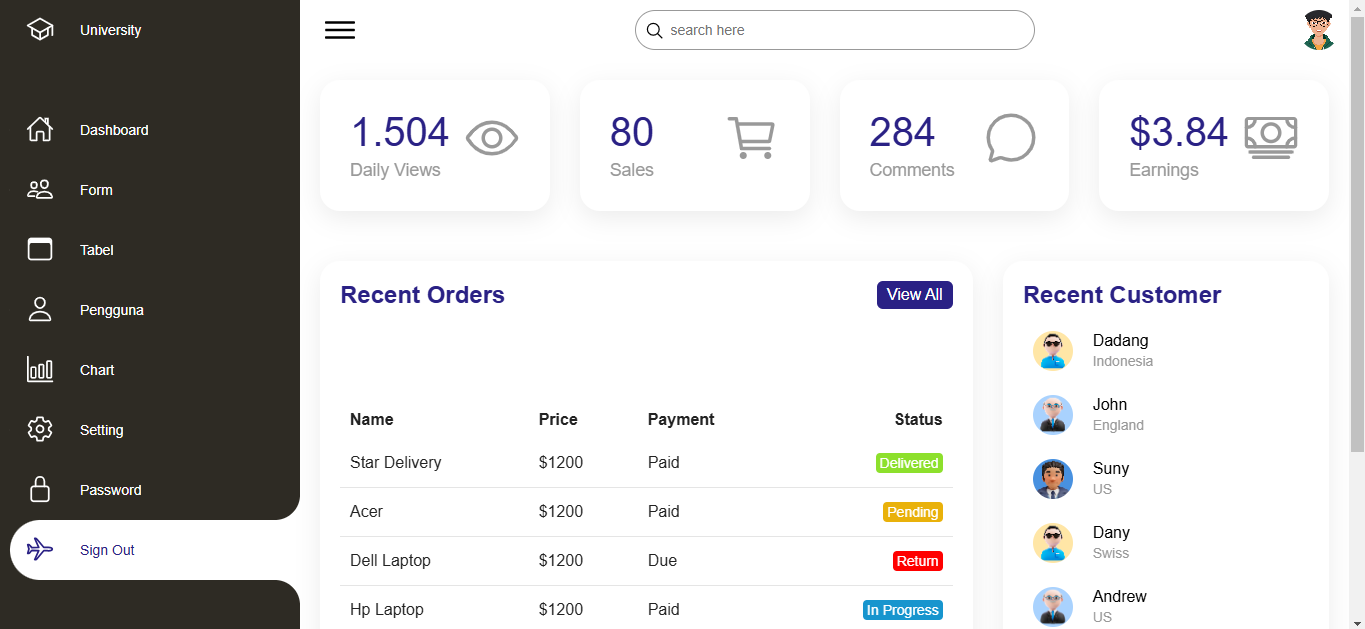 University
search here
Dashboard
Form
Tabel
Pengguna
Chart
Setting
Password
Sign Out
1.504
Daily Views
80
Sales
284
Comments
$3.84
Earnings
Recent Orders
View All
Name Price Payment Status
Star Delivery $1200 Paid Delivered
Acer $1200 Paid Pending
Dell Laptop $1200 Due Return
Hp Laptop $1200 Paid In Progress
Recent Customer
Dadang
Indonesia
John
England
Suny
US
Dany
Swiss
Andrew
US